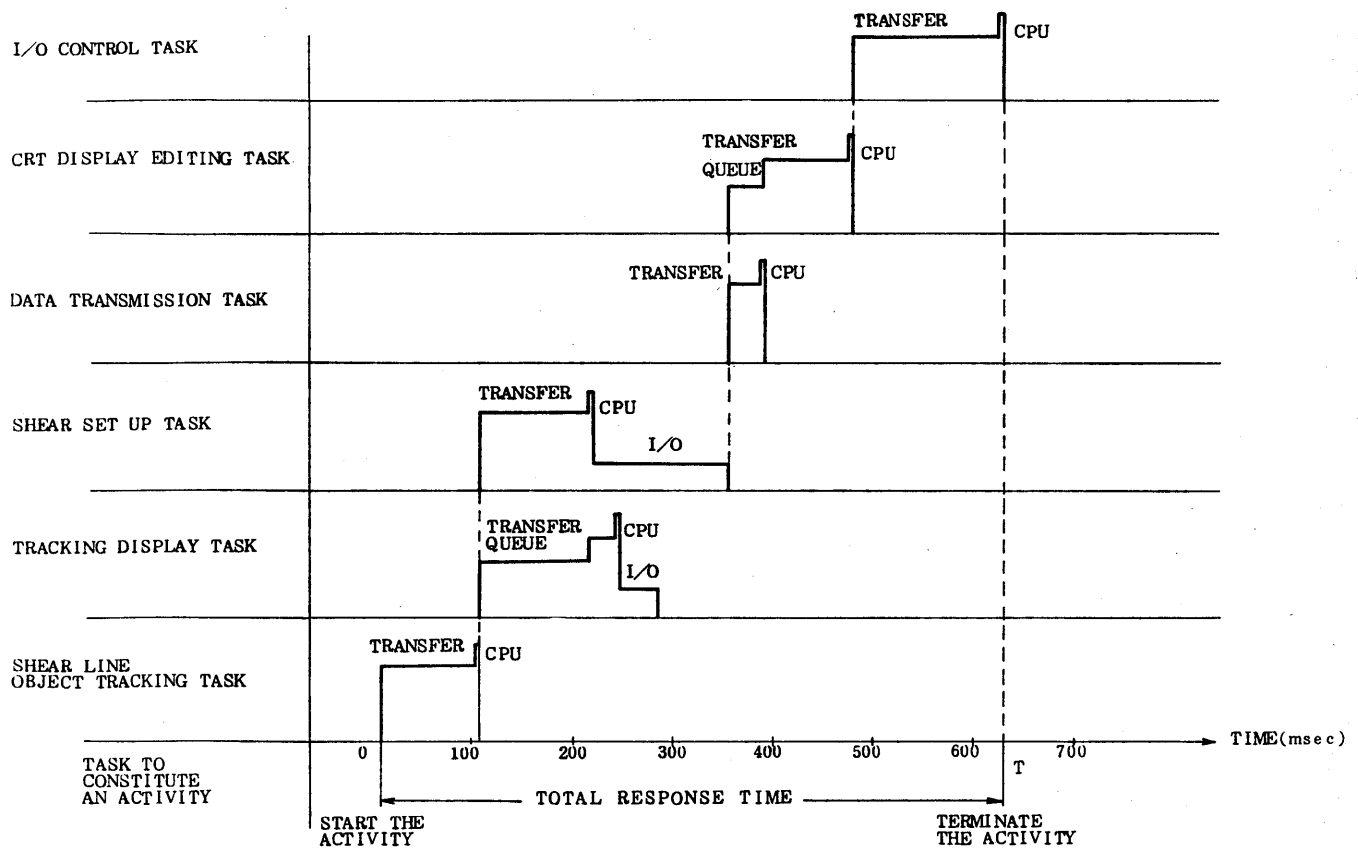 TRANSFER
I/O CONTROL TASK
CPU
TRANSFER
CRT DISPLAY EDITING TASK
QUEUE
CPU
TRANSFER
CPU
DATA TRANSMISSION TASK
TRANSFER
CPU
SHEAR SET UP TASK
I/O
TRANSFER
QUEUE
CPU
TRACKING DISPLAY TASK
I/O
TRANSFER
CPU
SHEAR LINE
OBJECT TRACKING TASK
0 100 200 300 400 500 600 700
TIME(msec)
T
TASK TO
CONSTITUTE
AN ACTIVITY
TOTAL RESPONSE TIME
START THE
ACTIVITY
TERMINATE
THE ACTIVITY